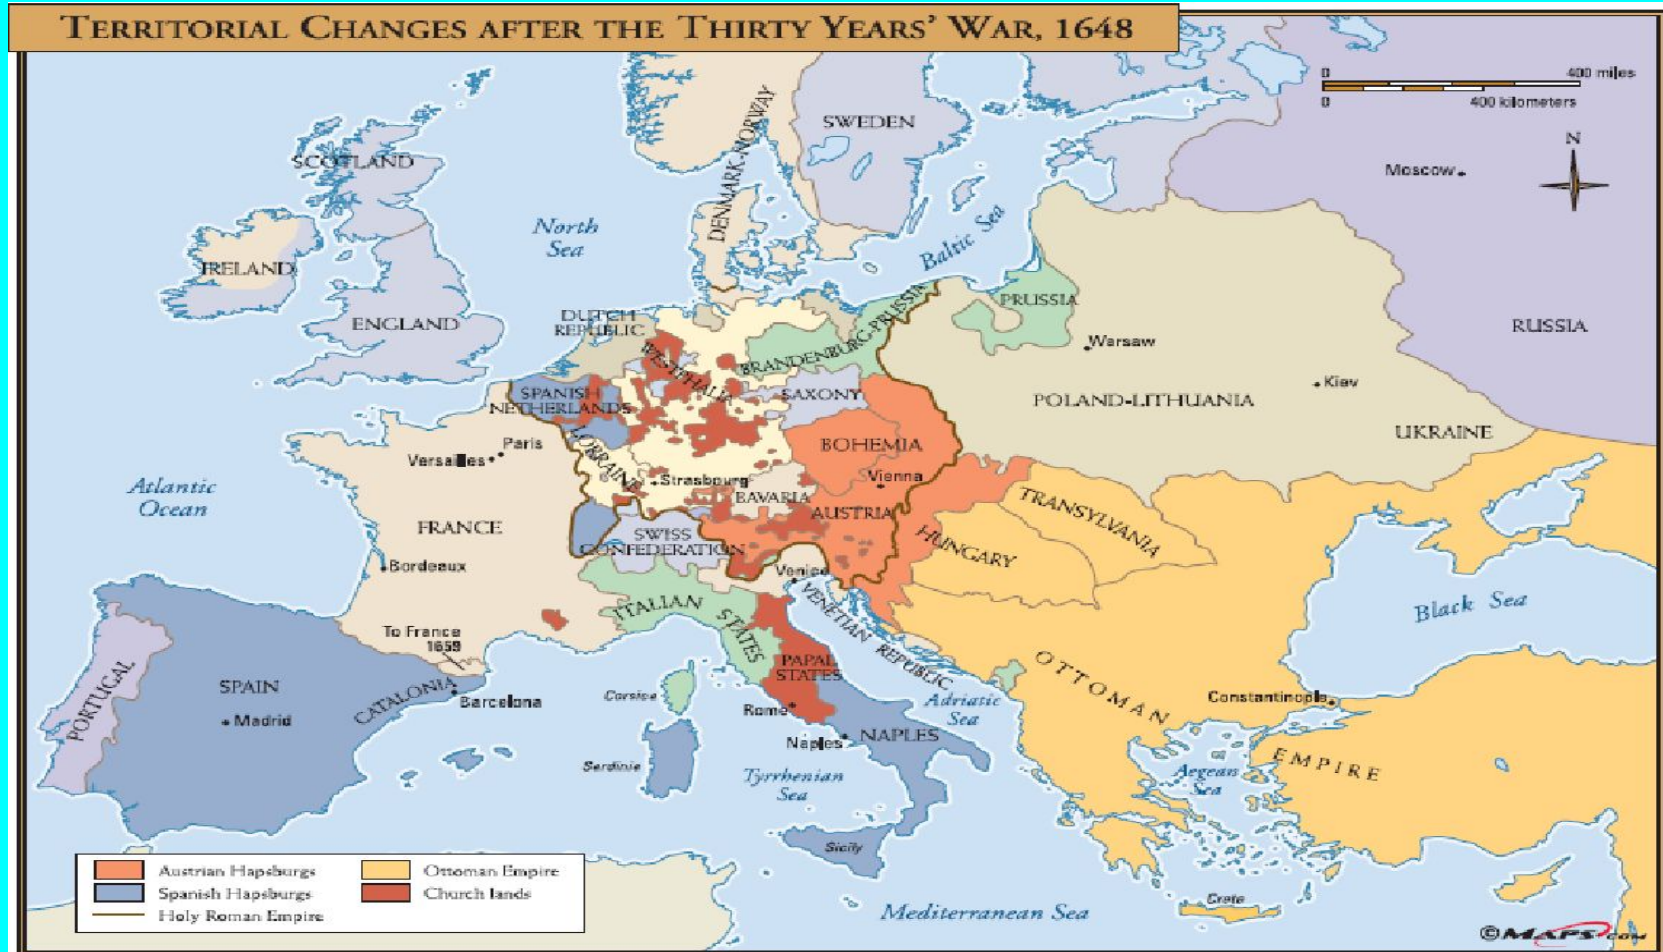 TERRITORIAL CHANGES AFTER THE THIRTY YEARS' WAR, 1648
0 400 miles
0 400 kilometers
N
SCOTLAND
IRELAND
ENGLAND
North
Sea
DENMARK-NORWAY
SWEDEN
Baltic Sea
Moscow
RUSSIA
DUTCH
REPUBLIC
WESTPHALIA
BRANDENBURG-PRUSSIA
PRUSSIA
Warsaw
Kiev
POLAND-LITHUANIA
UKRAINE
SPANISH
NETHERLANDS
SAXONY
BOHEMIA
LORRAINE
Paris
Versailles
Strasbourg
Vienna
BAVARIA
AUSTRIA
Atlantic
Ocean
FRANCE
SWISS
CONFEDERATION
HUNGARY
TRANSYLVANIA
Bordeaux
Venice
VENETIAN REPUBLIC
ITALIAN STATES
Black Sea
To France
1659
PORTUGAL
SPAIN
Madrid
CATALONIA
Barcelona
Corsica
PAPAL
STATES
Rome
Adriatic
Sea
OTTOMAN EMPIRE
Constantinople
Naples
NAPLES
Sardinia
Tyrrhenian
Sea
Aegean
Sea
Sicily
Crete
Mediterranean Sea
Austrian Hapsburgs
Spanish Hapsburgs
Holy Roman Empire
Ottoman Empire
Church lands
©MAPS.com